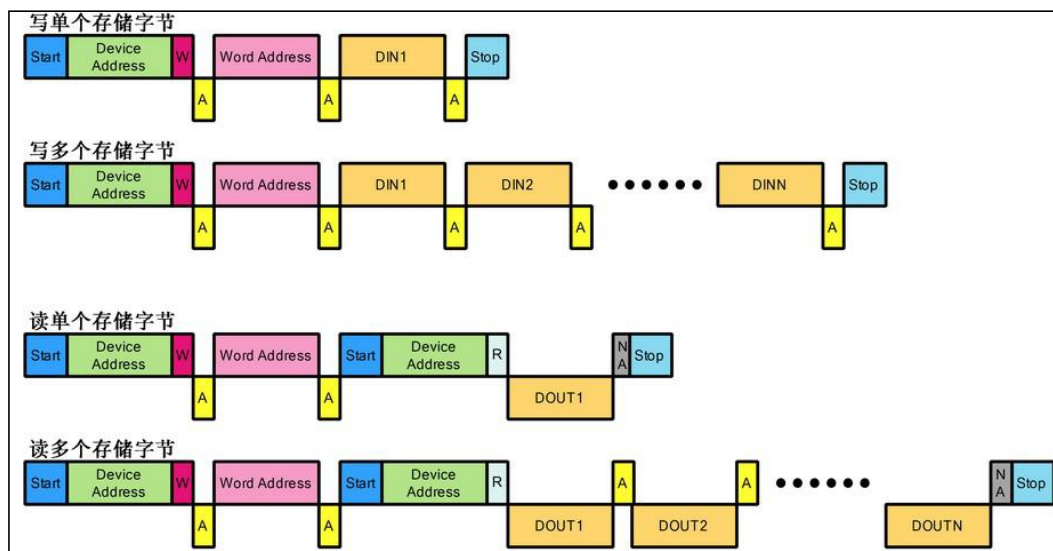 写单个存储字节
Start Device Address W Word Address DIN1 Stop
A A A
写多个存储字节
Start Device Address W Word Address DIN1 DIN2 •••••• DINN Stop
A A A A A
读单个存储字节
Start Device Address W Word Address Start Device Address R NA Stop
A A DOUT1
读多个存储字节
Start Device Address W Word Address Start Device Address R A A •••••• NA Stop
A A DOUT1 DOUT2 DOUTN